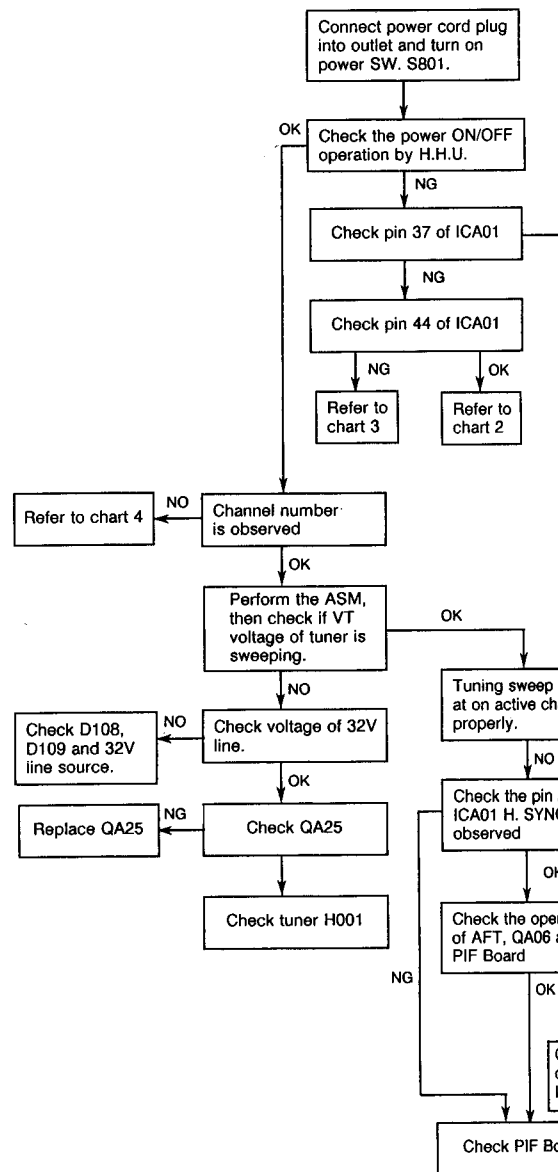 Connect power cord plug
into outlet and turn on
power SW. S801.
OK
Check the power ON/OFF
operation by H.H.U.
NG
Check pin 37 of ICA01
NG
Check pin 44 of ICA01
NG
OK
Refer to
chart 3
Refer to
chart 2
Refer to chart 4
NO
Channel number
is observed
OK
Perform the ASM,
then check if VT
voltage of tuner is
sweeping.
OK
NO
Tuning sweep
at on active
properly.
Check D108,
D109 and 32V
line source.
NO
Check voltage of 32V
line.
NO
OK
Check the pin
ICA01 H.
observed
Replace QA25
NG
Check QA25
OK
Check tuner H001
Check the
of AFT, QA06
PIF Board
NG
OK
Check PIF